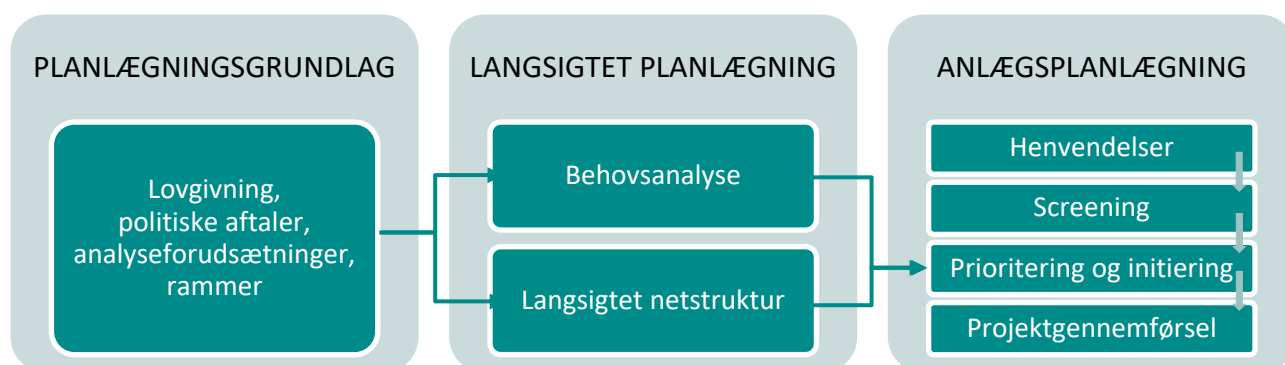 PLANLÆGNINGSGRUNDLAG
Lovgivning,
politiske aftaler,
analyseforudsætninger,
rammer
LANGSIGTET PLANLÆGNING
Behovsanalyse
Langsigtet netstruktur
ANLÆGSPLANLÆGNING
Henvendelser
Screening
Prioritering og initiering
Projektgennemførsel